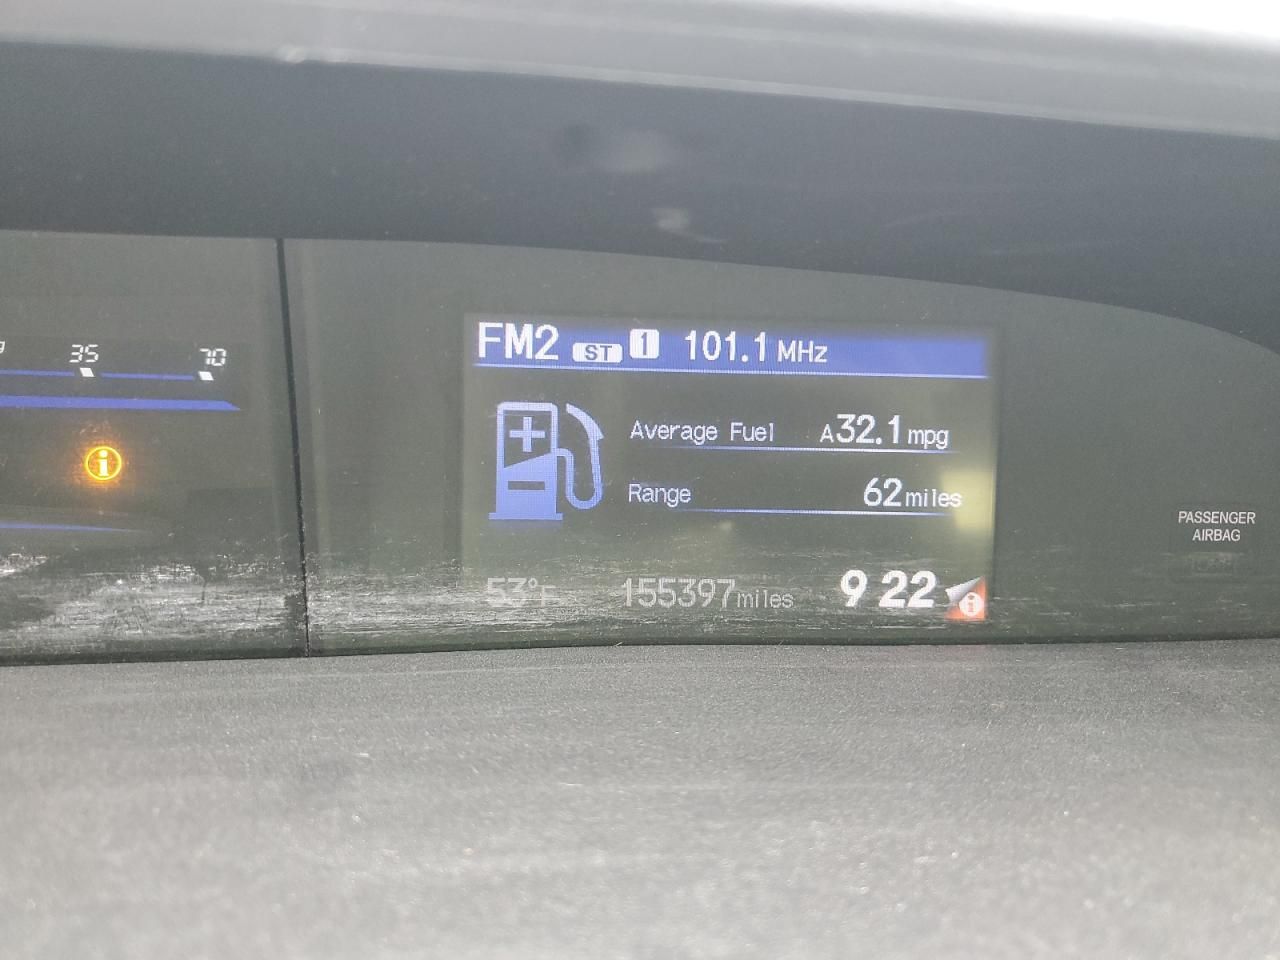 35 70
FM2 ST 1 101.1 MHz
Average Fuel A32.1 mpg
Range 62 miles
PASSENGER
AIRBAG
53°F 155397 miles 9 22